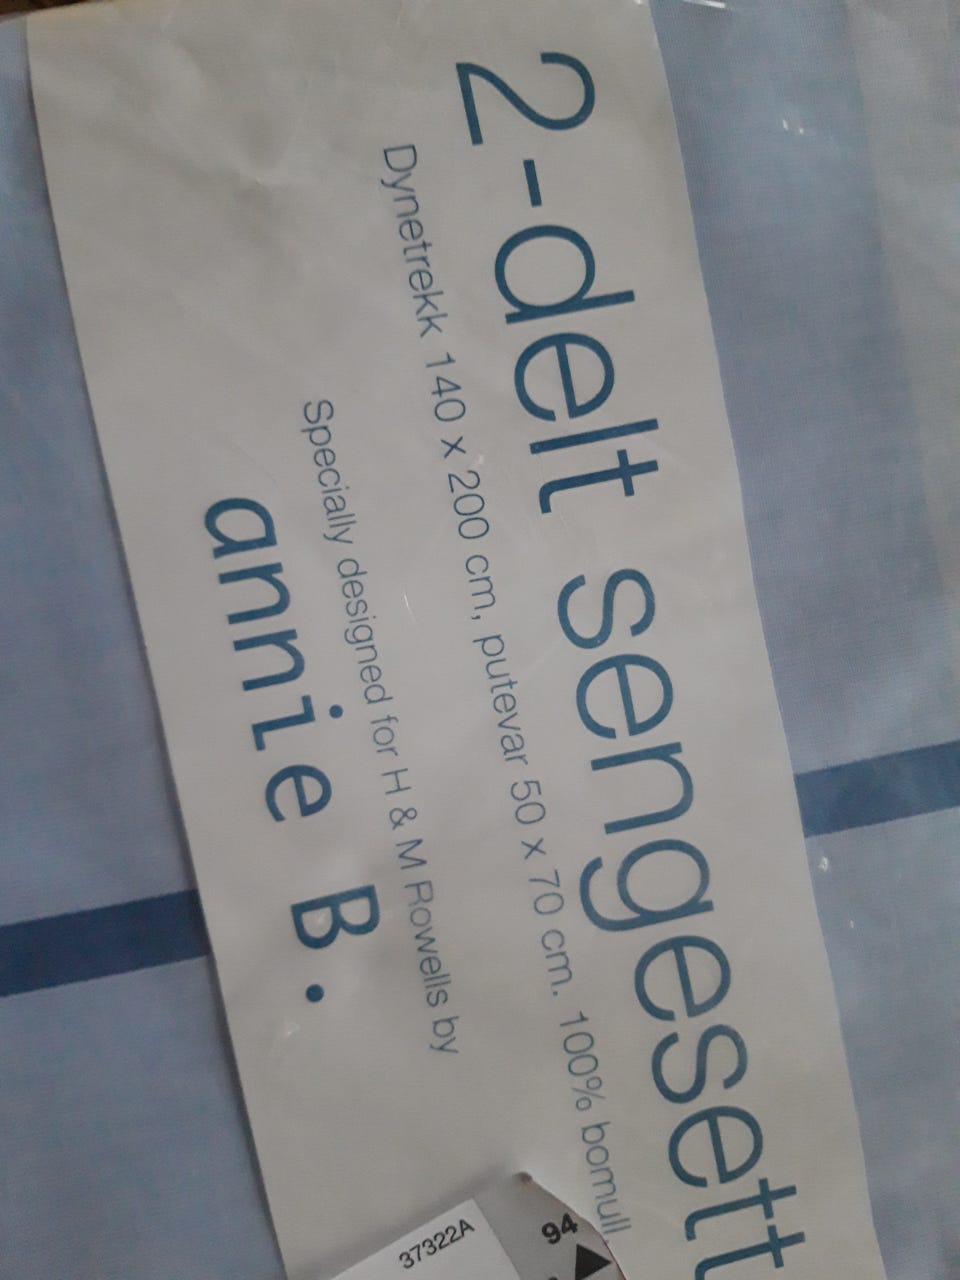 2-delt sengesett
Dynetrekk 140 x 200 cm, putevar 50 x 70 cm. 100% bomull
Specially designed for H & M Rowells by
annie B.
94
37322A